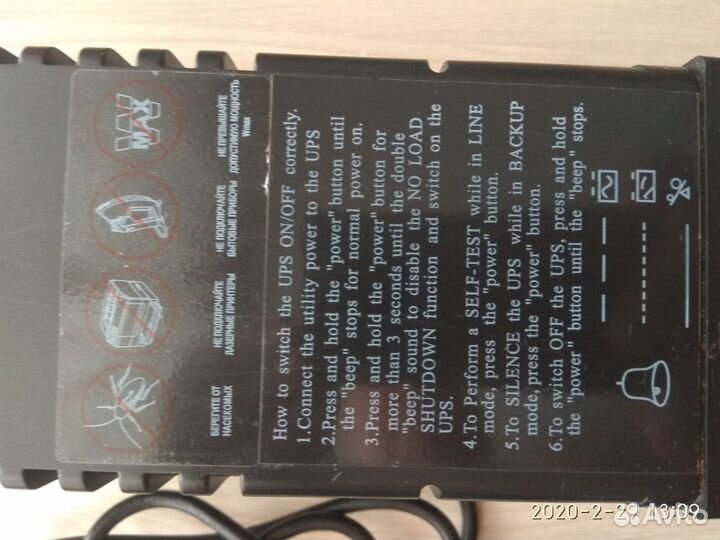 БЕРЕГИТЕ ОТ
НАСЕКОМЫХ
НЕ ПОДКЛЮЧАЙТЕ
ЛАЗЕРНЫЕ ПРИНТЕРЫ
НЕ ПОДКЛЮЧАЙТЕ
БЫТОВЫЕ ПРИБОРЫ
W
MAX
НЕ ПРЕВЫШАЙТЕ
ДОПУСТИМУЮ МОЩНОСТЬ
Wmax
How to switch the UPS ON/OFF correctly.
1.Connect the utility power to the UPS
2.Press and hold the "power" button until
the "beep" stops for normal power on.
3.Press and hold the "power" button for
more than 3 seconds until the double
"beep" sound to disable the NO LOAD
SHUTDOWN function and switch on the
UPS.
4.To Perform a SELF-TEST while in LINE
mode, press the "power" button.
5.To SILENCE the UPS while in BACKUP
mode,press the "power" button.
6.To switch OFF the UPS, press and hold
the "power" button until the "beep" stops.
2020-2-29 13:09
Avito